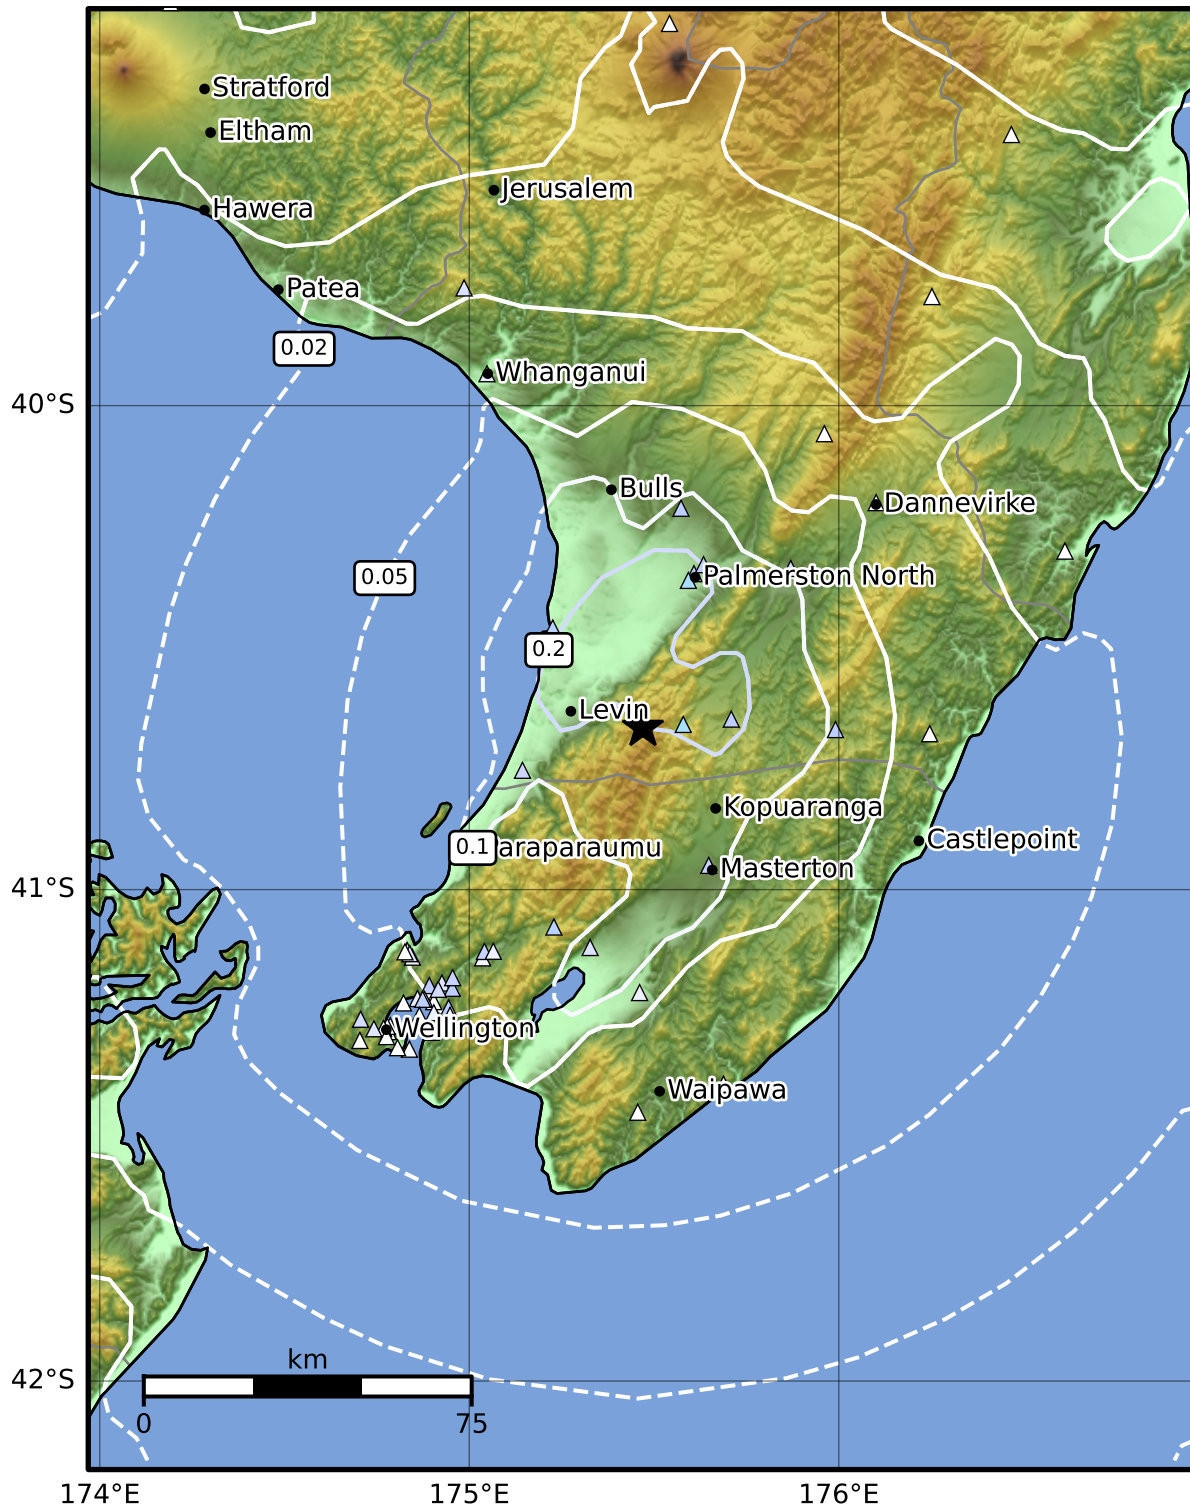 Stratford
Eltham
Jerusalem
Hawera
Patea
0.02
Whanganui
40°S
Bulls
Dannevirke
0.05
Palmerston North
0.2
Levin
Kopuaranga
Castlepoint
0.1
araparaumu
Masterton
41°S
Wellington
Waipawa
km
42°S
0
75
174°E
175°E
176°E